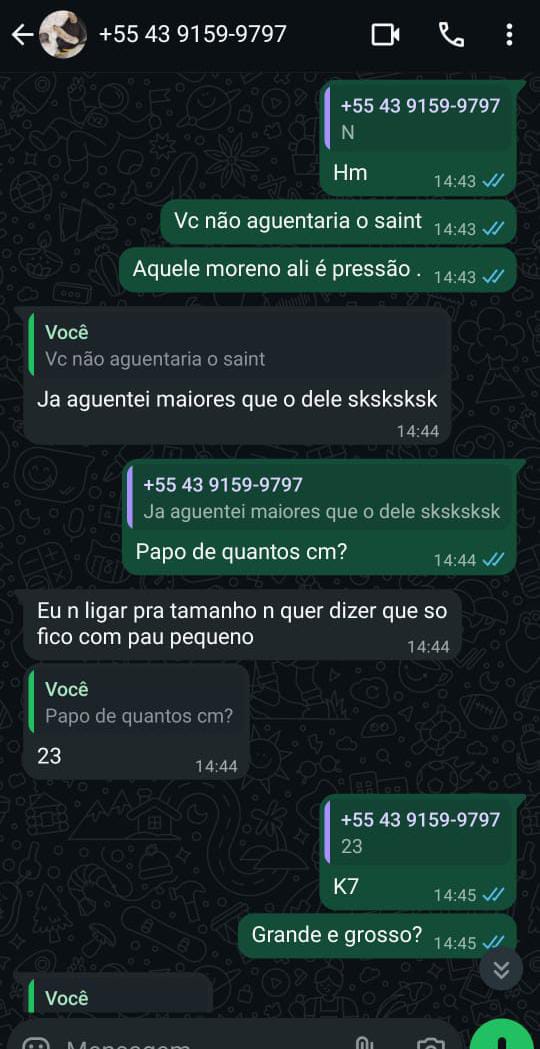 +55 43 9159-9797
+55 43 9159-9797
N
Hm
14:43
Vc não aguentaria o saint
14:43
Aquele moreno ali é pressão .
14:43
Você
Vc não aguentaria o saint
Ja aguentei maiores que o dele sksksksk
14:44
+55 43 9159-9797
Ja aguentei maiores que o dele sksksksk
Papo de quantos cm?
14:44
Eu n ligar pra tamanho n quer dizer que so
fico com pau pequeno
14:44
Você
Papo de quantos cm?
23
14:44
+55 43 9159-9797
23
K7
14:45
Grande e grosso?
14:45
Você
Mensagem